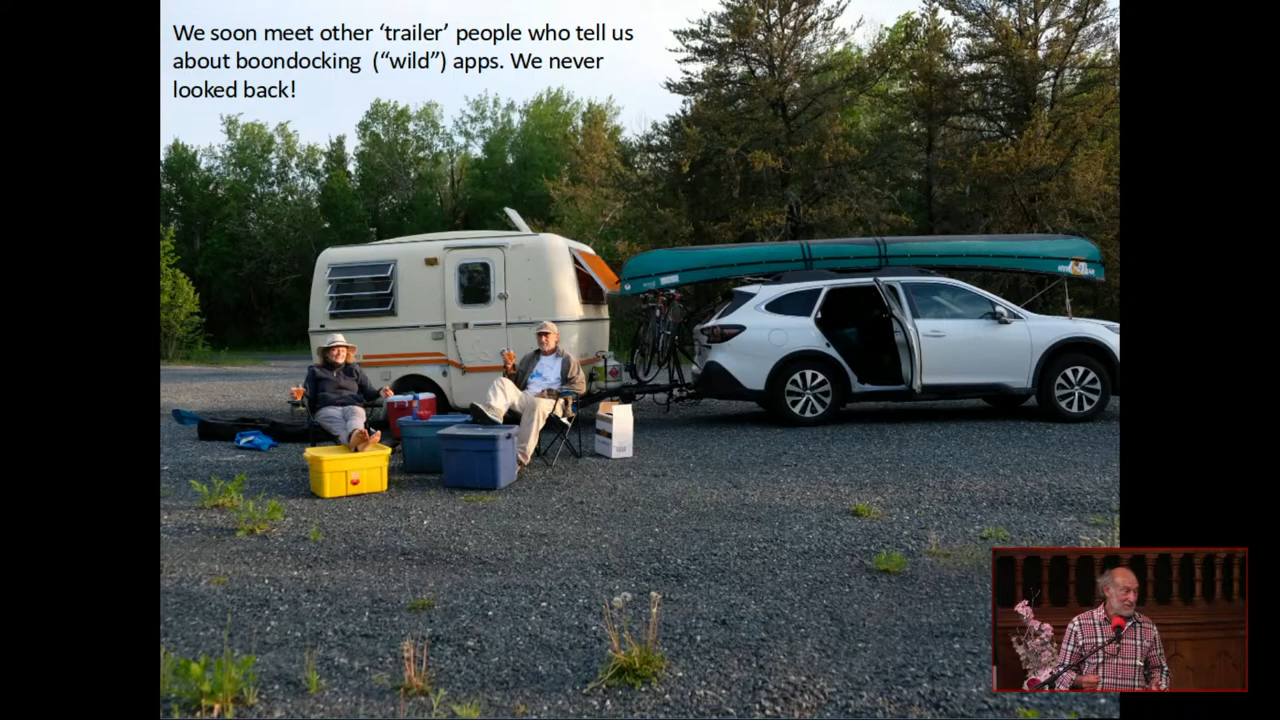 We soon meet other ‘trailer’ people who tell us
about boondocking  (“wild”) apps. We never
looked back!